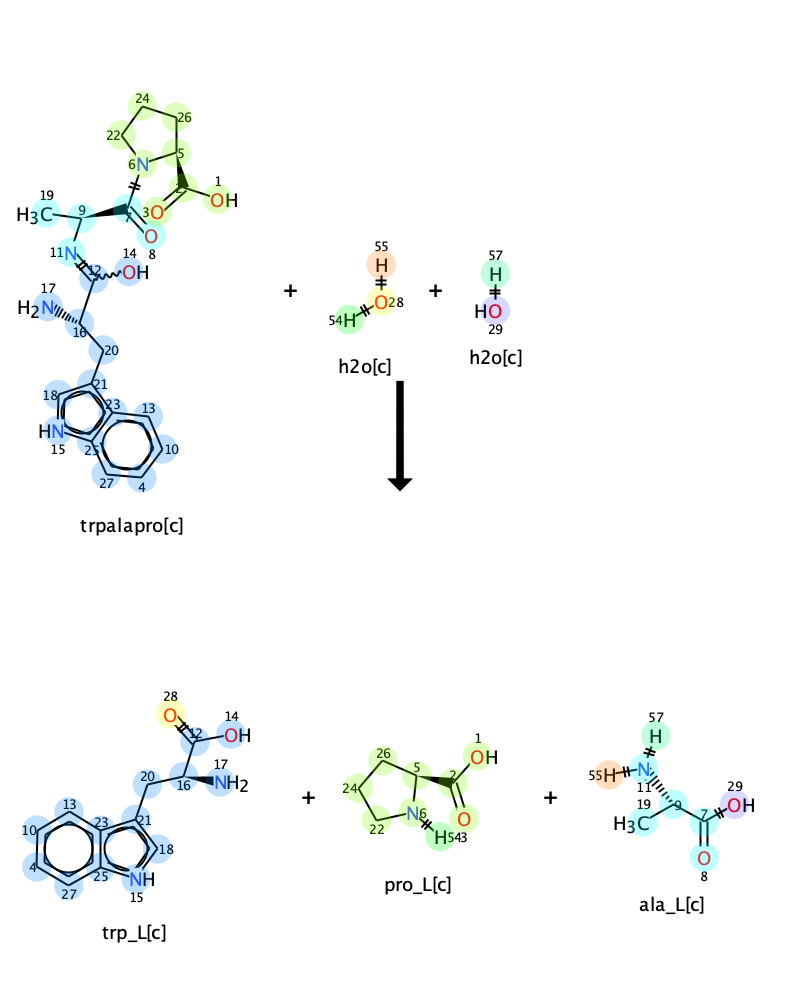 24
26
22
6 N 5
1
2
3 O OH
19
H3C 9 7
O
8
11 N 14
12 OH
17
H2N
16
20
21
18 23 13
HN 25 10
15
27 4
trpalapro[c]
+
55
H
O 28
54 H
h2o[c]
+
57
H
HO
29
h2o[c]
28
O 14
12 OH
17
20 16 NH2
13 21
10 23
18
4 25
NH
27 15
trp_L[c]
+
1
26 5 OH
2
24
N 6
22 H 54 3 O
pro_L[c]
+
57
H
55 H N
11 29
19 9 7 OH
H3C
O
8
ala_L[c]